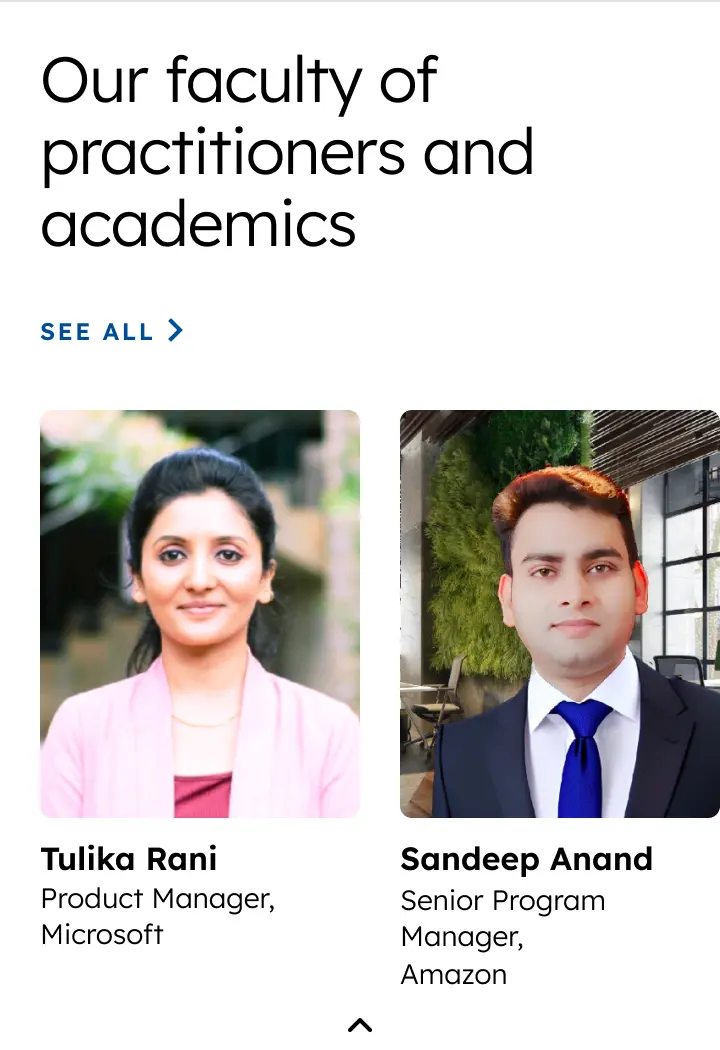 Our faculty of
practitioners and
academics
SEE ALL
Tulika Rani
Product Manager,
Microsoft
Sandeep Anand
Senior Program
Manager,
Amazon